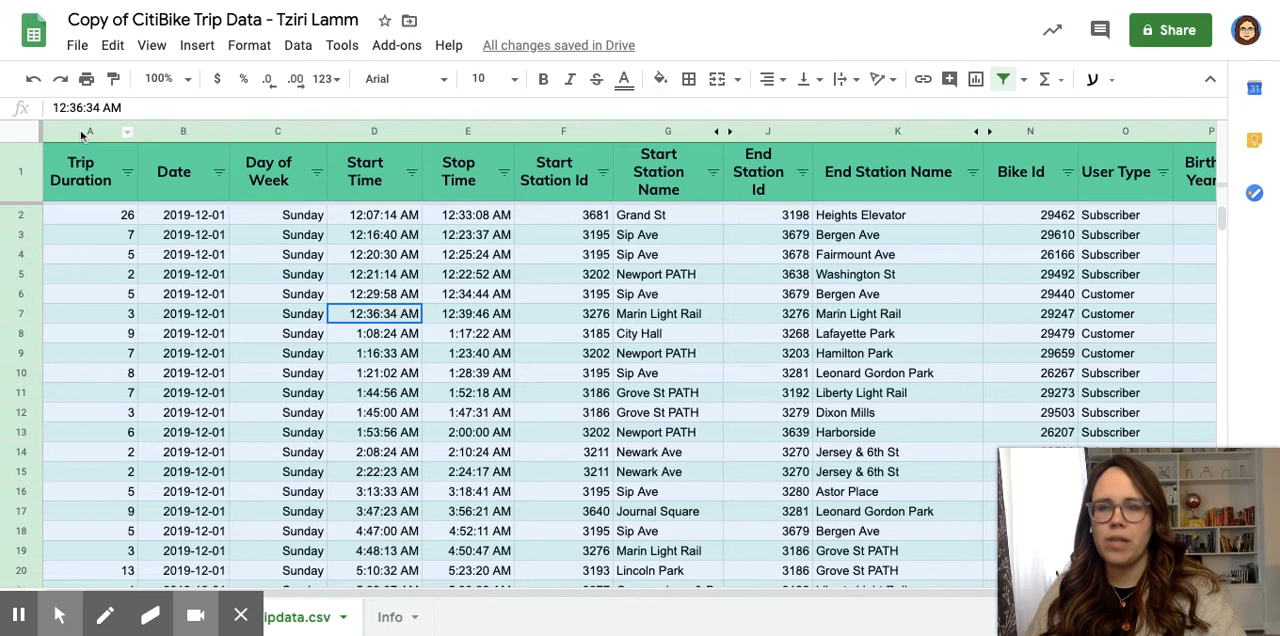 Copy of CitiBike Trip Data - Tziri Lamm
File Edit View Insert Format Data Tools Add-ons Help All changes saved in Drive
Share
100% $ % .0 .00 123 Arial 10 B I S A
31
fx 12:36:34 AM
A B C D E F G J K N O P
1 Trip Duration Date Day of Week Start Time Stop Time Start Station Id Start Station Name End Station Id End Station Name Bike Id User Type Birth Year
2 26 2019-12-01 Sunday 12:07:14 AM 12:33:08 AM 3681 Grand St 3198 Heights Elevator 29462 Subscriber
3 7 2019-12-01 Sunday 12:16:40 AM 12:23:37 AM 3195 Sip Ave 3679 Bergen Ave 29610 Subscriber
4 5 2019-12-01 Sunday 12:20:30 AM 12:25:24 AM 3195 Sip Ave 3678 Fairmount Ave 26166 Subscriber
5 2 2019-12-01 Sunday 12:21:14 AM 12:22:52 AM 3202 Newport PATH 3638 Washington St 29492 Subscriber
6 5 2019-12-01 Sunday 12:29:58 AM 12:34:44 AM 3195 Sip Ave 3679 Bergen Ave 29440 Customer
7 3 2019-12-01 Sunday 12:36:34 AM 12:39:46 AM 3276 Marin Light Rail 3276 Marin Light Rail 29247 Customer
8 9 2019-12-01 Sunday 1:08:24 AM 1:17:22 AM 3185 City Hall 3268 Lafayette Park 29479 Customer
9 7 2019-12-01 Sunday 1:16:33 AM 1:23:40 AM 3202 Newport PATH 3203 Hamilton Park 29659 Customer
10 8 2019-12-01 Sunday 1:21:02 AM 1:28:39 AM 3195 Sip Ave 3281 Leonard Gordon Park 26267 Subscriber
11 7 2019-12-01 Sunday 1:44:56 AM 1:52:18 AM 3186 Grove St PATH 3192 Liberty Light Rail 29273 Subscriber
12 3 2019-12-01 Sunday 1:45:00 AM 1:47:31 AM 3186 Grove St PATH 3279 Dixon Mills 29503 Subscriber
13 6 2019-12-01 Sunday 1:53:56 AM 2:00:00 AM 3202 Newport PATH 3639 Harborside 26207 Subscriber
14 2 2019-12-01 Sunday 2:08:24 AM 2:10:24 AM 3211 Newark Ave 3270 Jersey & 6th St
15 2 2019-12-01 Sunday 2:22:23 AM 2:24:17 AM 3211 Newark Ave 3270 Jersey & 6th St
16 5 2019-12-01 Sunday 3:13:33 AM 3:18:41 AM 3195 Sip Ave 3280 Astor Place
17 9 2019-12-01 Sunday 3:47:23 AM 3:56:21 AM 3640 Journal Square 3281 Leonard Gordon Park
18 5 2019-12-01 Sunday 4:47:00 AM 4:52:11 AM 3195 Sip Ave 3679 Bergen Ave
19 3 2019-12-01 Sunday 4:48:13 AM 4:50:47 AM 3276 Marin Light Rail 3186 Grove St PATH
20 13 2019-12-01 Sunday 5:10:32 AM 5:23:20 AM 3193 Lincoln Park 3186 Grove St PATH
ipdata.csv Info